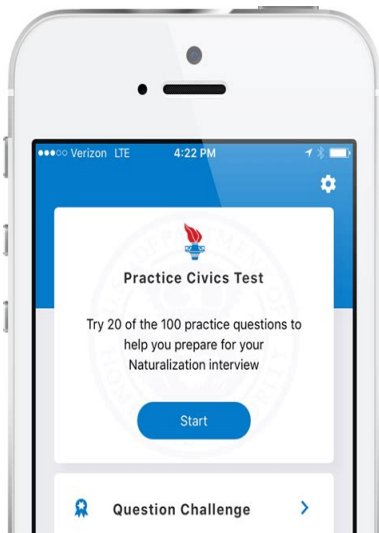 Verizon LTE 4:22 PM
Practice Civics Test
Try 20 of the 100 practice questions to
help you prepare for your
Naturalization interview
Start
Question Challenge